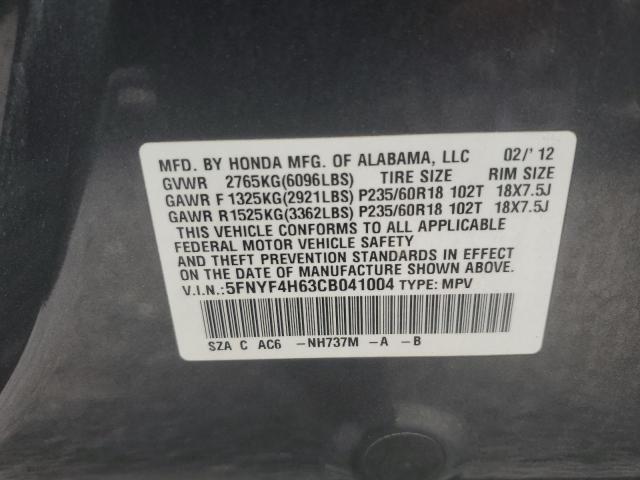 MFD. BY HONDA MFG. OF ALABAMA, LLC 02/'12
GVWR 2765KG(6096LBS) TIRE SIZE RIM SIZE
GAWR F 1325KG(2921LBS) P235/60R18 102T 18X7.5J
GAWR R1525KG(3362LBS) P235/60R18 102T 18X7.5J
THIS VEHICLE CONFORMS TO ALL APPLICABLE
FEDERAL MOTOR VEHICLE SAFETY
AND THEFT PREVENTION STANDARDS IN EFFECT
ON THE DATE OF MANUFACTURE SHOWN ABOVE.
V.I.N.:5FNYF4H63CB041004 TYPE: MPV
SZA C AC6 -NH737M -A -B